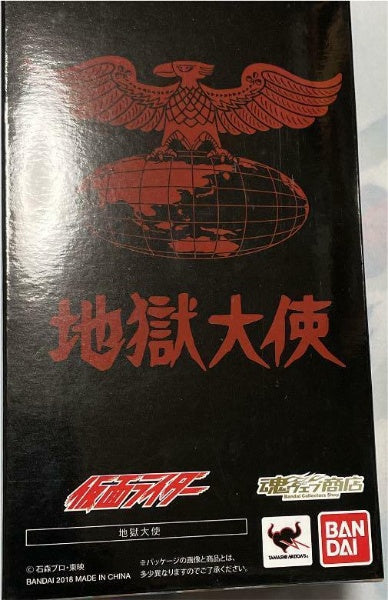 地獄大使
仮面ライダー
魂ウェブ商店
Bandai Collectors Shop
地獄大使
TAMASHII NATIONS
BAN
DAI
© 石森プロ・東映
BANDAI 2018 MADE IN CHINA
※パッケージの画像と商品とは、
多少異なりますのでご了承ください。